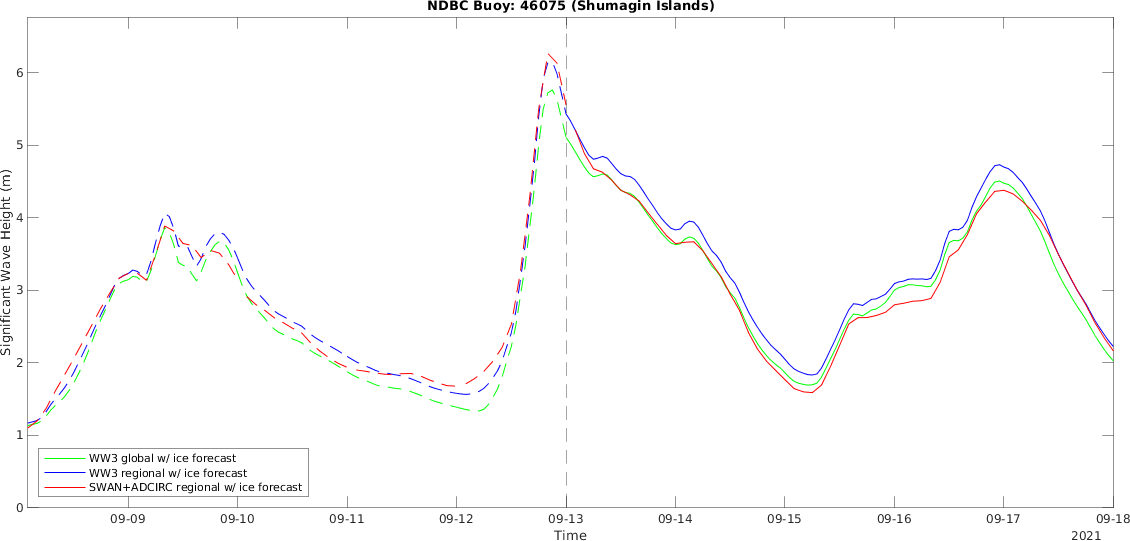 NDBC Buoy: 46075 (Shumagin Islands)
Significant Wave Height (m)
6
5
4
3
2
1
0
WW3 global w/ ice forecast
WW3 regional w/ ice forecast
SWAN+ADCIRC regional w/ ice forecast
09-09 09-10 09-11 09-12 09-13 09-14 09-15 09-16 09-17 09-18
Time
2021